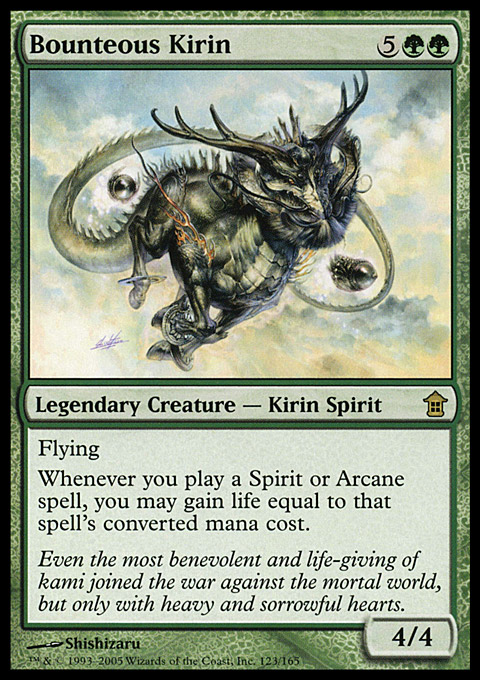 Bounteous Kirin 5
Legendary Creature — Kirin Spirit
Flying
Whenever you play a Spirit or Arcane
spell, you may gain life equal to that
spell's converted mana cost.
Even the most benevolent and life-giving of
kami joined the war against the mortal world,
but only with heavy and sorrowful hearts.
Shishizaru
4/4
™ & © 1993–2005 Wizards of the Coast, Inc. 123/165